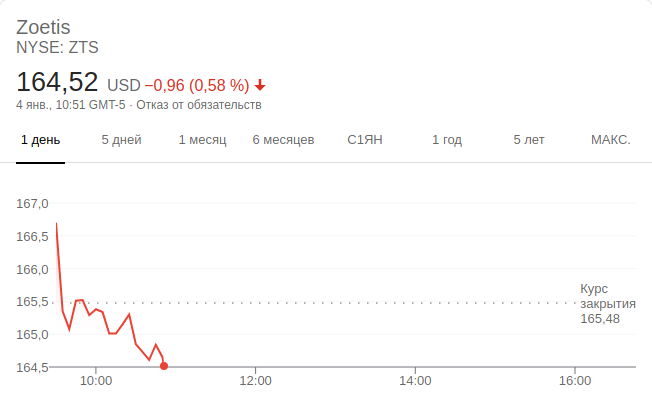 Zoetis
NYSE: ZTS
164,52 USD −0,96 (0,58 %)
4 янв., 10:51 GMT-5 · Отказ от обязательств
1 день 5 дней 1 месяц 6 месяцев С1ЯН 1 год 5 лет МАКС.
167,0
166,5
166,0
165,5
165,0
164,5
Курс
закрытия
165,48
10:00 12:00 14:00 16:00